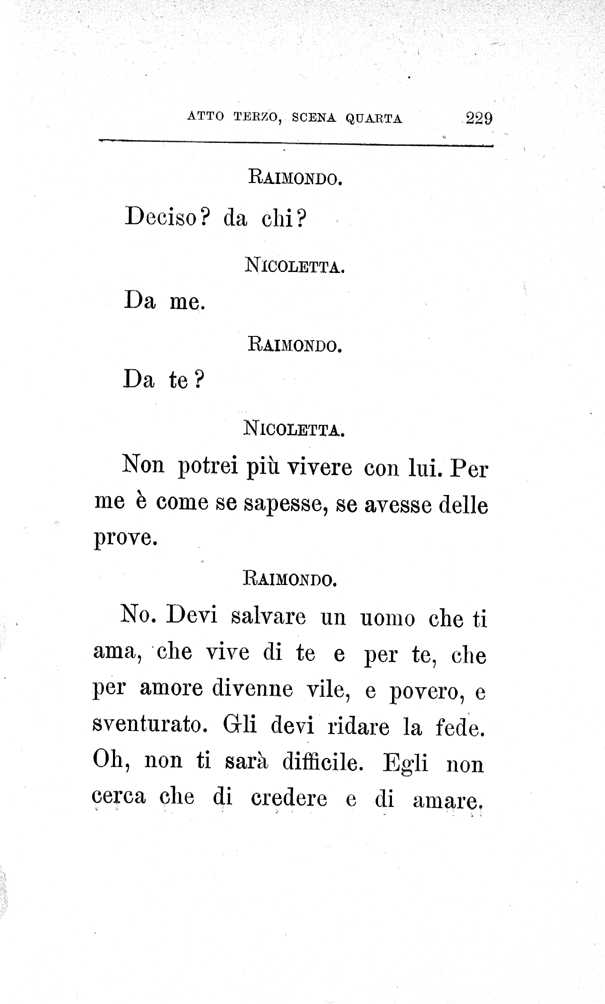 ATTO TERZO, SCENA QUARTA 229
RAIMONDO.
Deciso? da chi?
NICOLETTA.
Da me.
RAIMONDO.
Da te?
NICOLETTA.
Non potrei più vivere con lui. Per
me è come se sapesse, se avesse delle
prove.
RAIMONDO.
No. Devi salvare un uomo che ti
ama, che vive di te e per te, che
per amore divenne vile, e povero, e
sventurato. Gli devi ridare la fede.
Oh, non ti sarà difficile. Egli non
cerca che di credere e di amare.